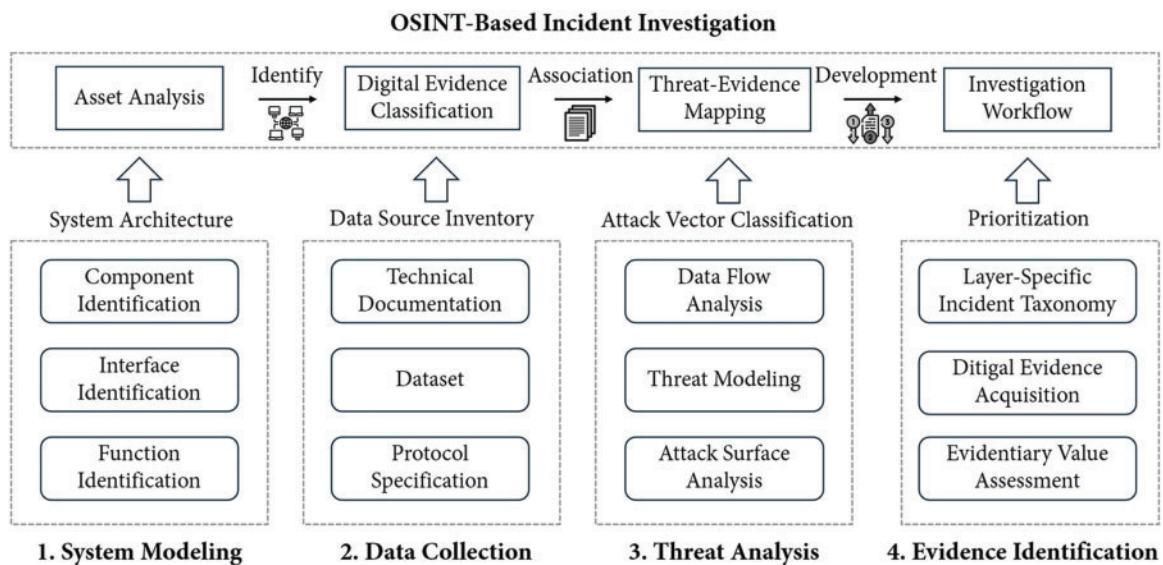 OSINT-Based Incident Investigation
Asset Analysis
Identify
Digital Evidence
Classification
Association
Threat-Evidence
Mapping
Development
1
2
3
Investigation
Workflow
System Architecture
Data Source Inventory
Attack Vector Classification
Prioritization
Component
Identification
Interface
Identification
Function
Identification
Technical
Documentation
Dataset
Protocol
Specification
Data Flow
Analysis
Threat Modeling
Attack Surface
Analysis
Layer-Specific
Incident Taxonomy
Ditigal Evidence
Acquisition
Evidentiary Value
Assessment
1. System Modeling
2. Data Collection
3. Threat Analysis
4. Evidence Identification